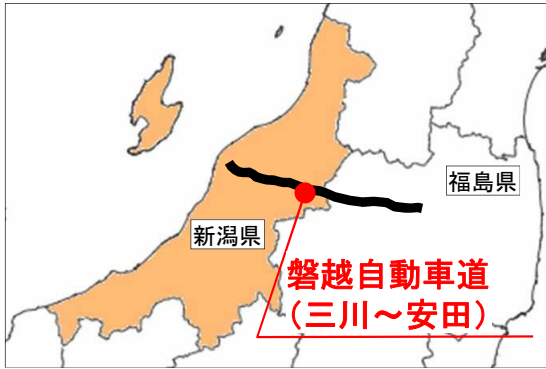 福島県
新潟県
磐越自動車道
（三川～安田）